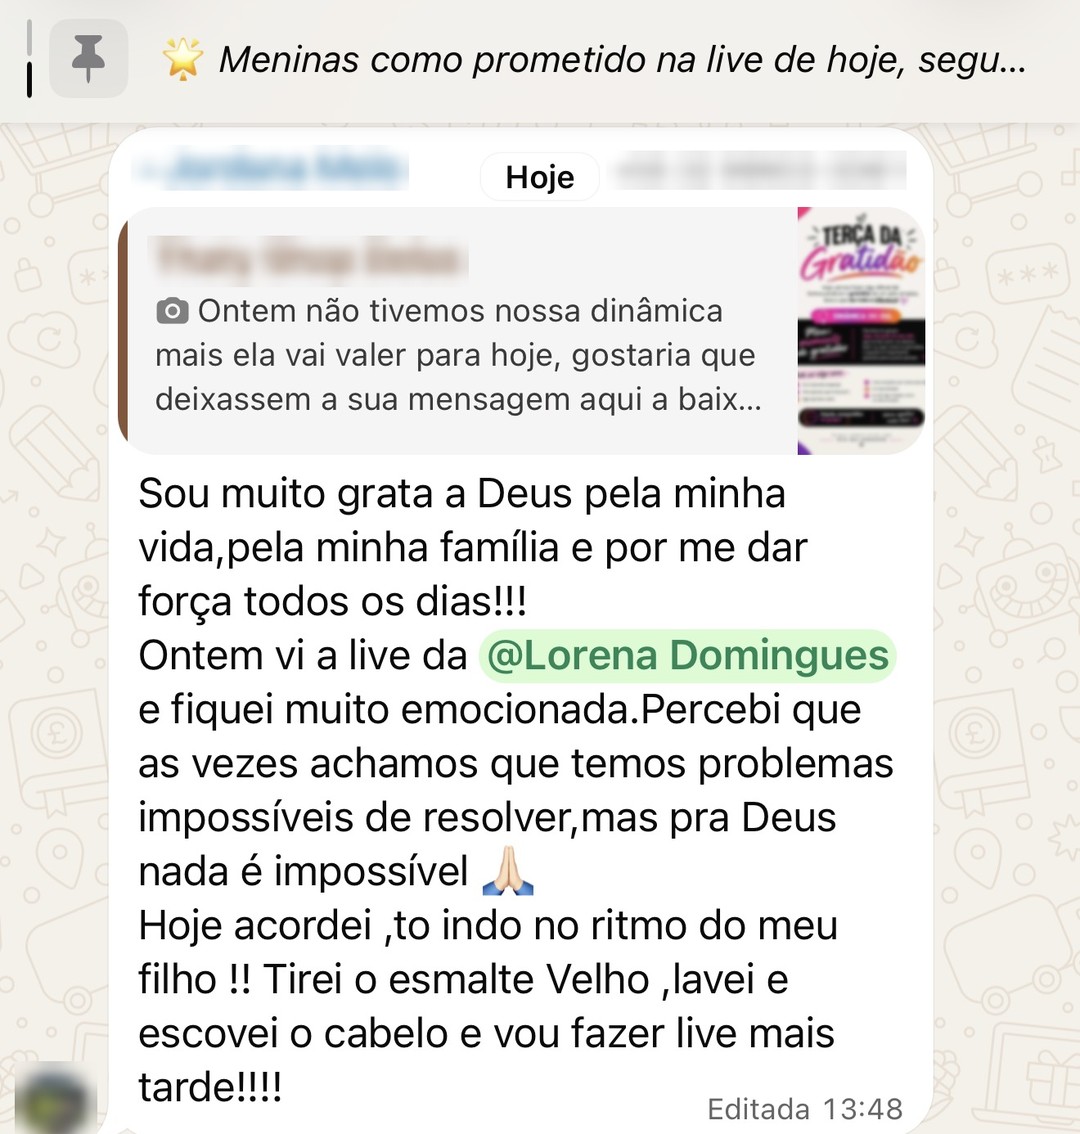 🌟 Meninas como prometido na live de hoje, segu...
Hoje
📷 Ontem não tivemos nossa dinâmica
mais ela vai valer para hoje, gostaria que
deixassem a sua mensagem aqui a baix...
TERÇA DA
Gratidão
Sou muito grata a Deus pela minha
vida,pela minha família e por me dar
força todos os dias!!!
Ontem vi a live da @Lorena Domingues
e fiquei muito emocionada.Percebi que
as vezes achamos que temos problemas
impossíveis de resolver,mas pra Deus
nada é impossível 🙏🏻
Hoje acordei ,to indo no ritmo do meu
filho !! Tirei o esmalte Velho ,lavei e
escovei o cabelo e vou fazer live mais
tarde!!!!
Editada 13:48